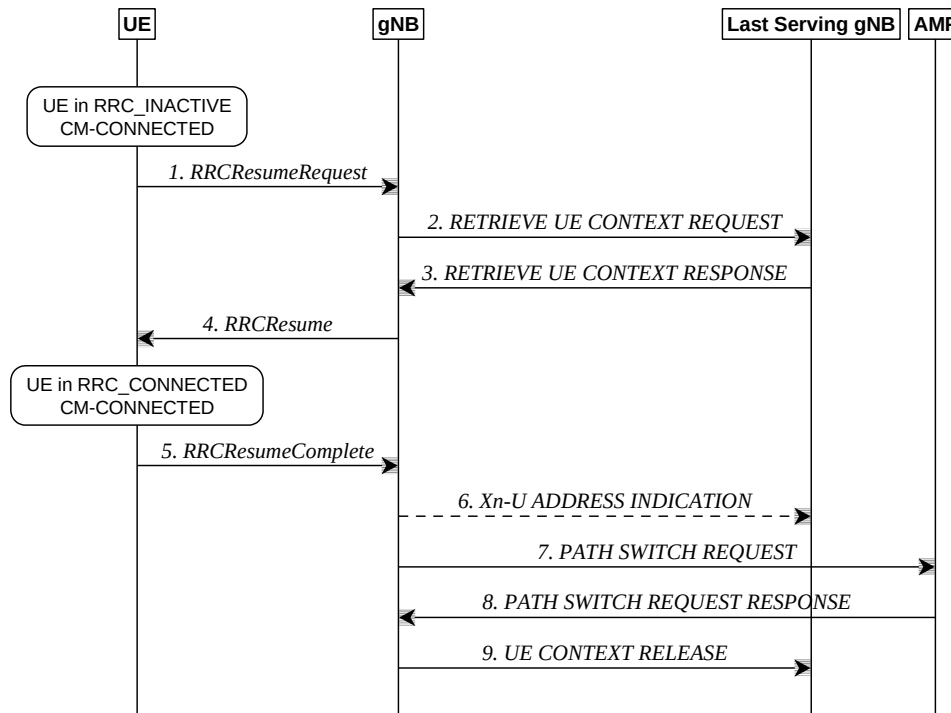 UE
gNB
Last Serving gNB
AMF
UE in RRC_INACTIVE
CM-CONNECTED
1. RRCResumeRequest
2. RETRIEVE UE CONTEXT REQUEST
3. RETRIEVE UE CONTEXT RESPONSE
4. RRCResume
UE in RRC_CONNECTED
CM-CONNECTED
5. RRCResumeComplete
6. Xn-U ADDRESS INDICATION
7. PATH SWITCH REQUEST
8. PATH SWITCH REQUEST RESPONSE
9. UE CONTEXT RELEASE